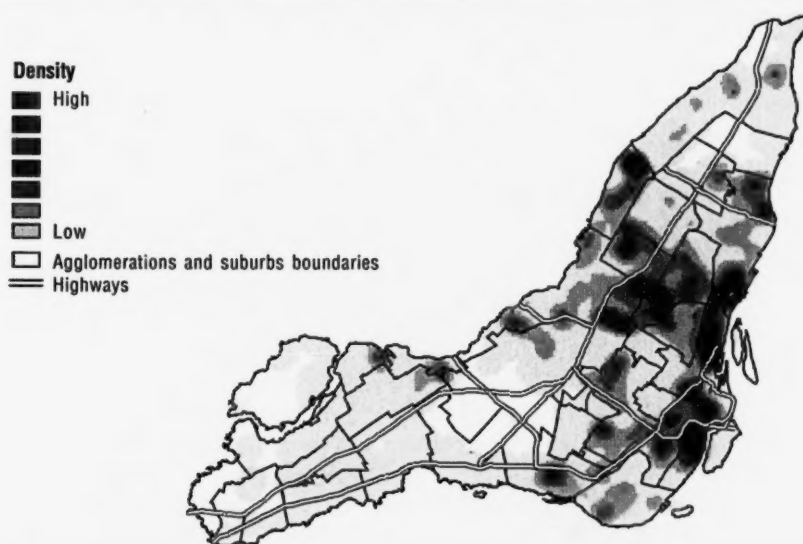 Density
High
Low
Agglomerations and suburbs boundaries
Highways